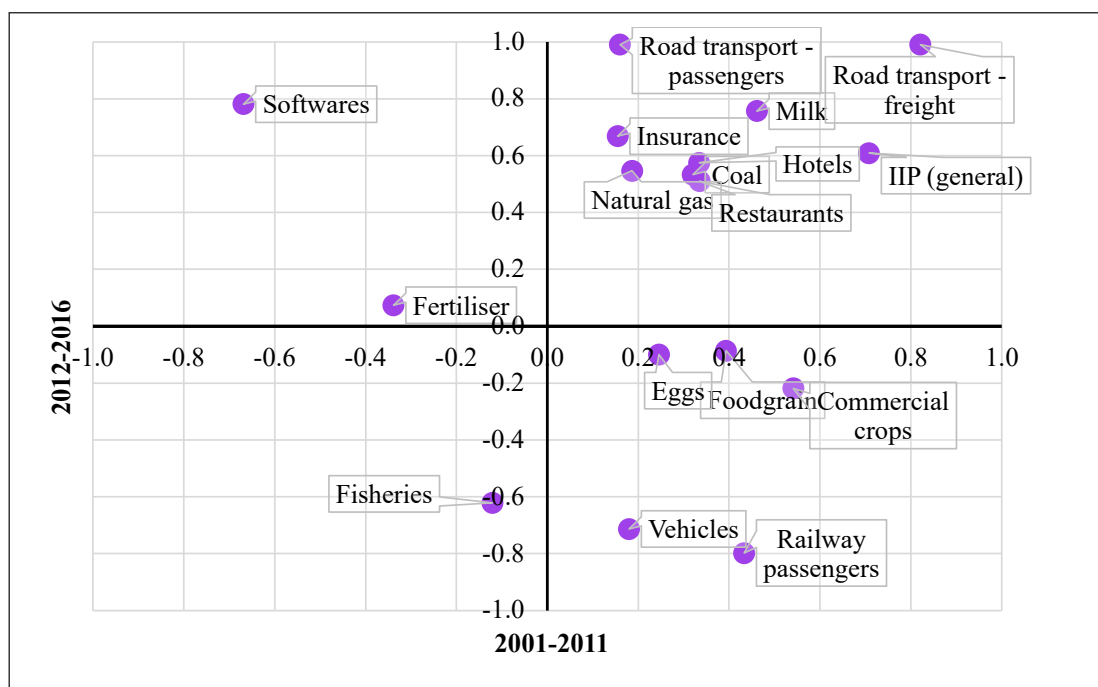 1.0
Road transport -
passengers
Road transport -
freight
0.8
Softwares
Milk
Insurance
0.6
Hotels
Coal
IIP (general)
Natural gas
0.4
Restaurants
0.2
Fertiliser
0.0
-1.0 -0.8 -0.6 -0.4 -0.2 0.0 0.2 0.4 0.6 0.8 1.0
2012-2016
-0.2
Eggs
Foodgrain
Commercial
crops
-0.4
Fisheries
-0.6
Vehicles
Railway
passengers
-0.8
-1.0
2001-2011